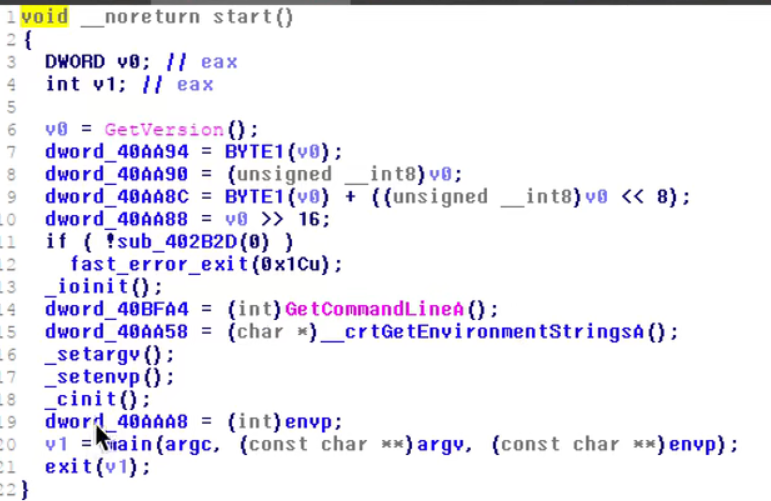 1 void __noreturn start()
2 {
3 DWORD v0; // eax
4 int v1; // eax
5
6 v0 = GetVersion();
7 dword_40AA94 = BYTE1(v0);
8 dword_40AA90 = (unsigned __int8)v0;
9 dword_40AA8C = BYTE1(v0) + ((unsigned __int8)v0 << 8);
10 dword_40AA88 = v0 >> 16;
11 if ( !sub_402B2D(0) )
12 fast_error_exit(0x1Cu);
13 _ioinit();
14 dword_40BFA4 = (int)GetCommandLineA();
15 dword_40AA58 = (char *)__crtGetEnvironmentStringsA();
16 _setargv();
17 _setenvp();
18 _cinit();
19 dword_40AAA8 = (int)envp;
20 v1 = main(argc, (const char **)argv, (const char **)envp);
21 exit(v1);
22 }